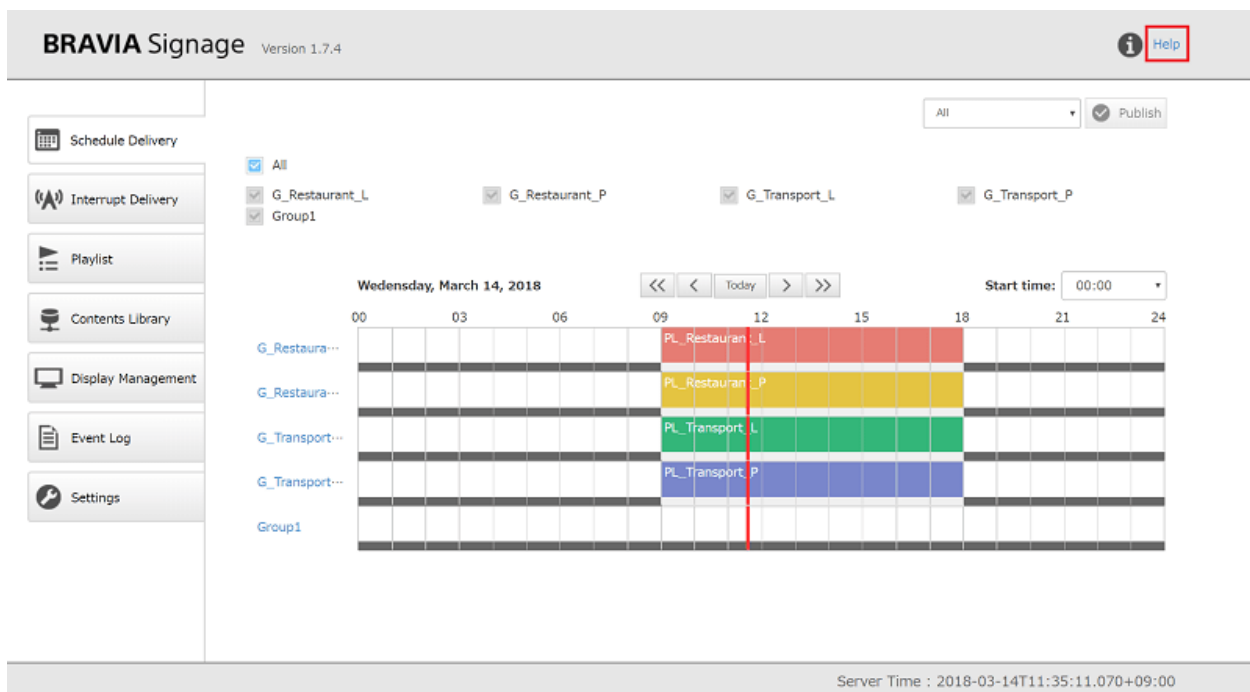 BRAVIA Signage Version 1.7.4
Help
All
Publish
Schedule Delivery
Interrupt Delivery
Playlist
Contents Library
Display Management
Event Log
Settings
All
G_Restaurant_L G_Restaurant_P G_Transport_L G_Transport_P
Group1
Wedensday, March 14, 2018 << < Today > >> Start time: 00:00
00 03 06 09 12 15 18 21 24
G_Restaura··· PL_Restaurant_L
G_Restaura··· PL_Restaurant_P
G_Transport··· PL_Transport_L
G_Transport··· PL_Transport_P
Group1
Server Time : 2018-03-14T11:35:11.070+09:00